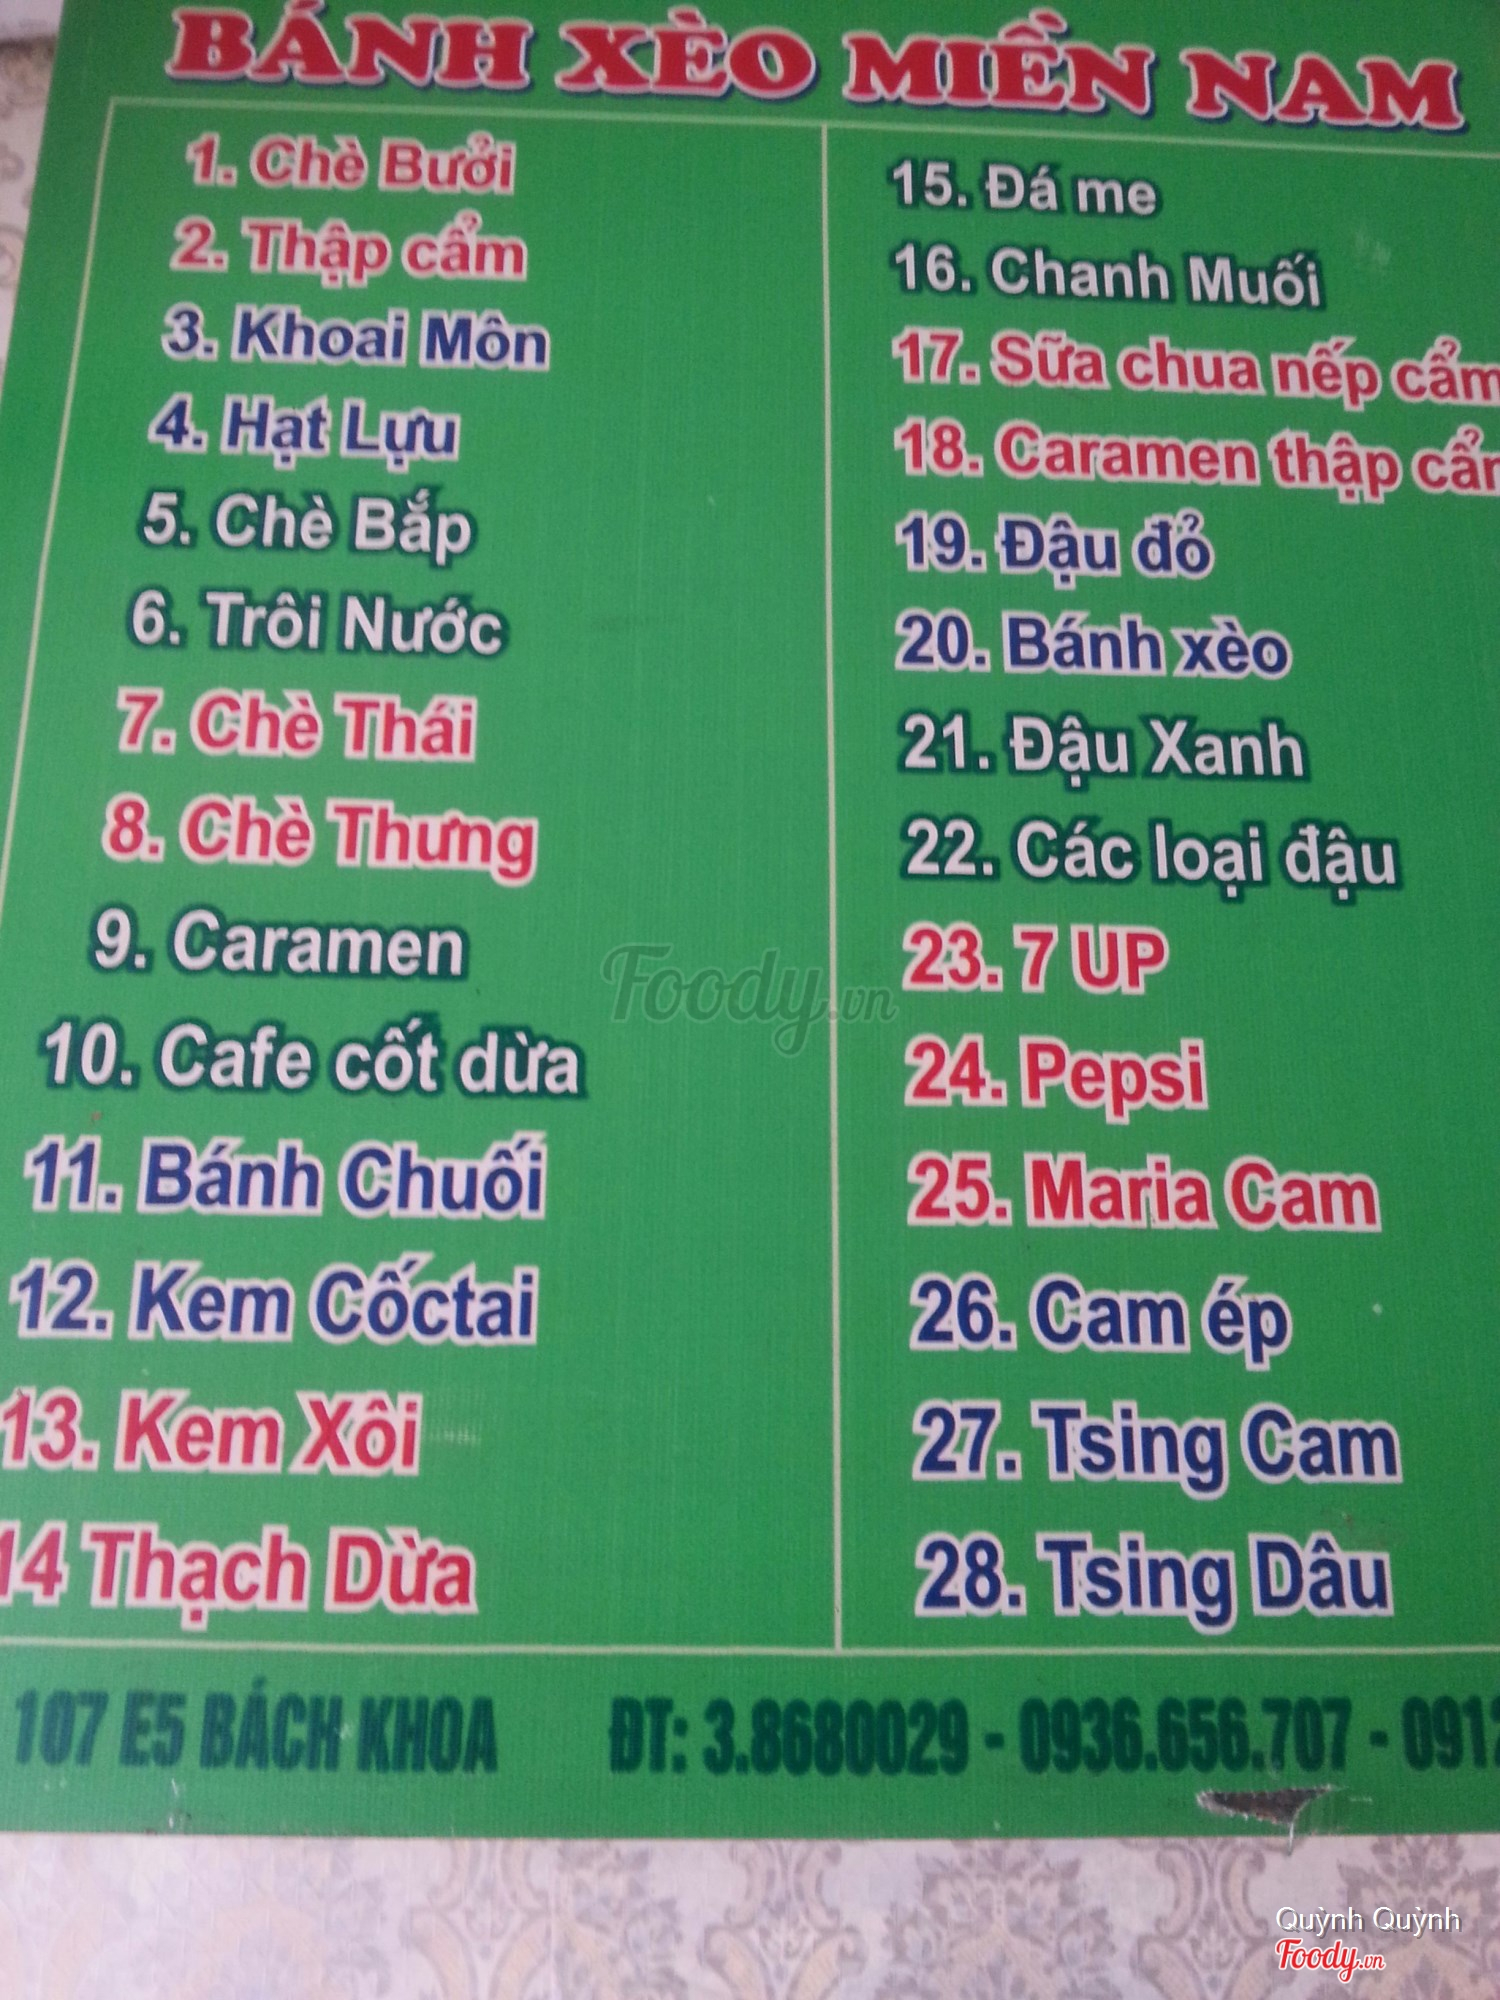 BÁNH XÈO MIỀN NAM
1. Chè Bưởi
2. Thập cẩm
3. Khoai Môn
4. Hạt Lựu
5. Chè Bắp
6. Trôi Nước
7. Chè Thái
8. Chè Thưng
9. Caramen
10. Cafe cốt dừa
11. Bánh Chuối
12. Kem Cốctai
13. Kem Xôi
14 Thạch Dừa
15. Đá me
16. Chanh Muối
17. Sữa chua nếp cẩm
18. Caramen thập cẩm
19. Đậu đỏ
20. Bánh xèo
21. Đậu Xanh
22. Các loại đậu
23. 7 UP
24. Pepsi
25. Maria Cam
26. Cam ép
27. Tsing Cam
28. Tsing Dâu
107 E5 BÁCH KHOA ĐT: 3.8680029 - 0936.656.707 - 0912
Foody.vn
Quỳnh Quỳnh
Foody.vn